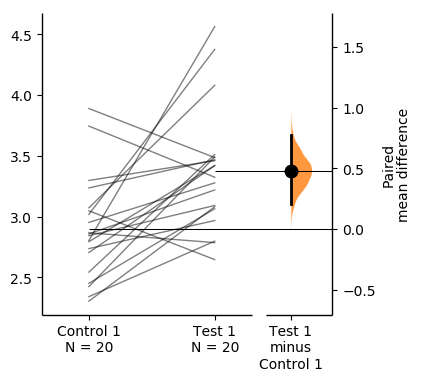 4.5
4.0
3.5
3.0
2.5
Control 1
N = 20
Test 1
N = 20
1.5
1.0
0.5
0.0
−0.5
Paired
mean difference
Test 1
minus
Control 1